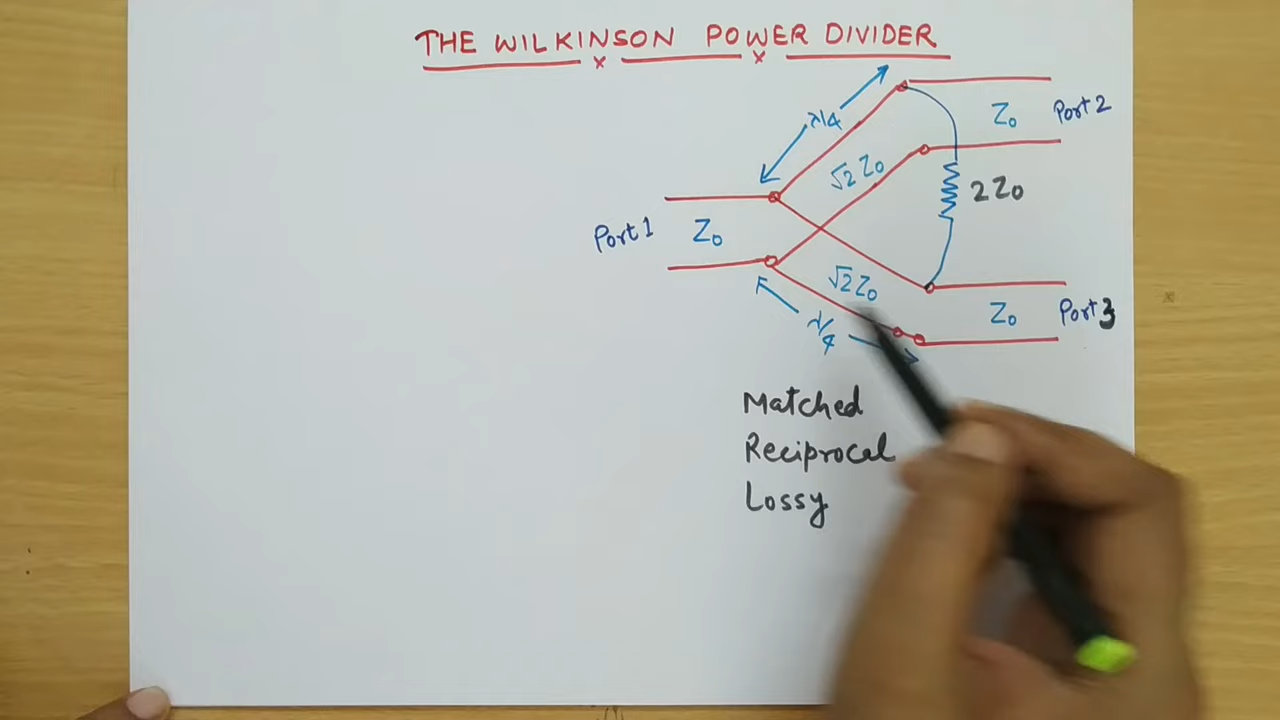 THE WILKINSON POWER DIVIDER
λ/4
Z₀ Port 2
√2 Z₀
2Z₀
Port 1 Z₀
√2 Z₀
λ/4
Z₀ Port 3
Matched
Reciprocal
Lossy